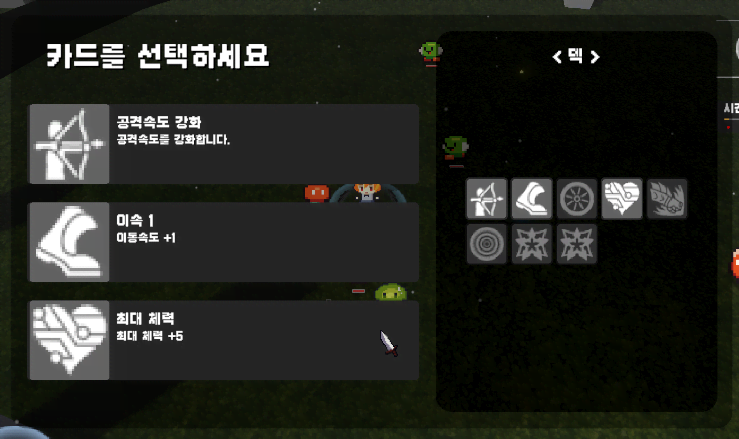 카드를 선택하세요
< 덱 >
공격속도 강화
공격속도를 강화합니다.
이속 1
이동속도 +1
최대 체력
최대 체력 +5